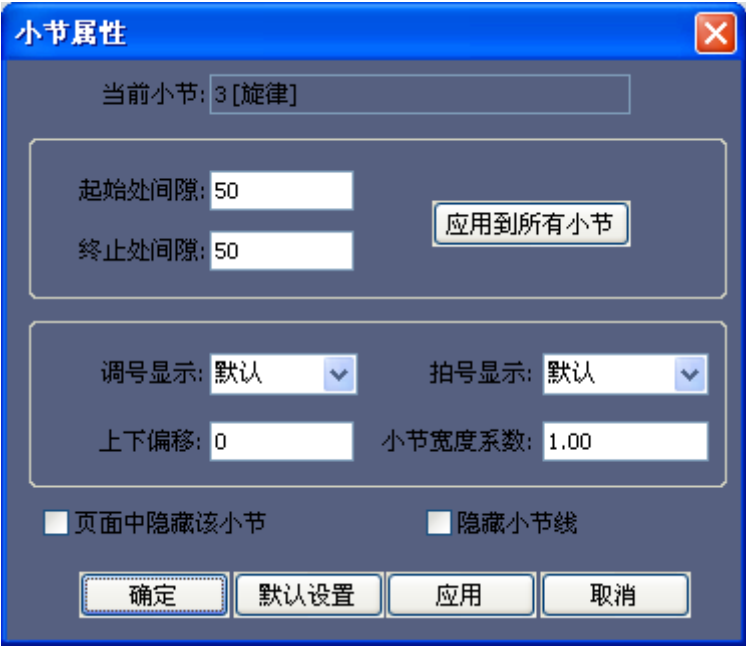 小节属性
当前小节: 3 [旋律]
起始处间隙: 50
应用到所有小节
终止处间隙: 50
调号显示: 默认 拍号显示: 默认
上下偏移: 0 小节宽度系数: 1.00
页面中隐藏该小节 隐藏小节线
确定 默认设置 应用 取消